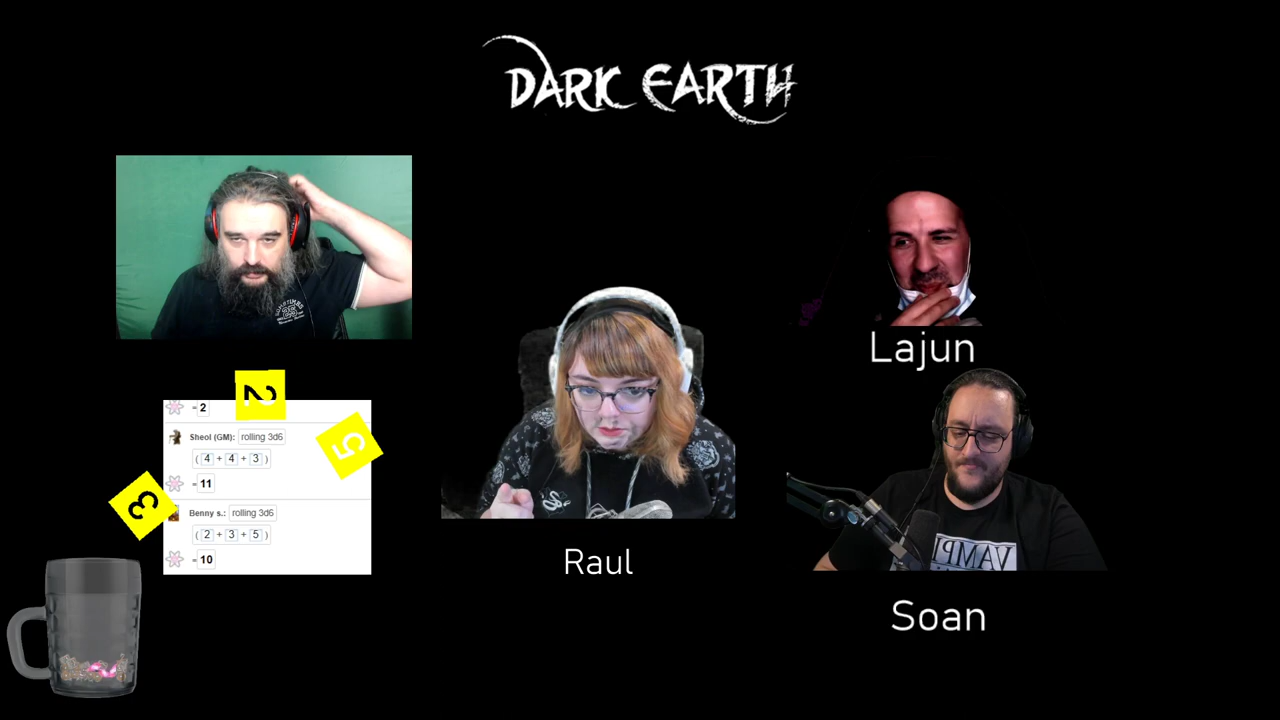 DARK EARTH
Lajun
2
= 2
Sheol (GM): rolling 3d6
5
( 4 + 4 + 3 )
= 11
3
Benny s.: rolling 3d6
( 2 + 3 + 5 )
= 10
VAMPI
Raul
Soan